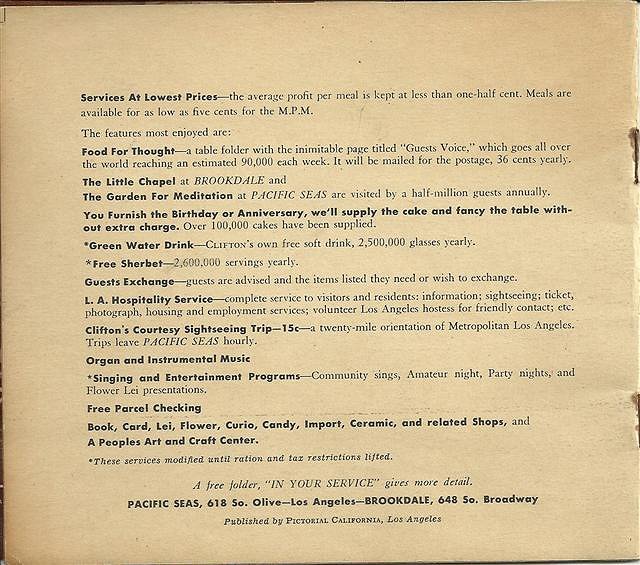 Services At Lowest Prices—the average profit per meal is kept at less than one-half cent. Meals are
available for as low as five cents for the M.P.M.
The features most enjoyed are:
Food For Thought—a table folder with the inimitable page titled "Guests Voice," which goes all over
the world reaching an estimated 90,000 each week. It will be mailed for the postage, 36 cents yearly.
The Little Chapel at BROOKDALE and
The Garden For Meditation at PACIFIC SEAS are visited by a half-million guests annually.
You Furnish the Birthday or Anniversary, we'll supply the cake and fancy the table with-
out extra charge. Over 100,000 cakes have been supplied.
*Green Water Drink—CLIFTON'S own free soft drink, 2,500,000 glasses yearly.
*Free Sherbet—2,600,000 servings yearly.
Guests Exchange—guests are advised and the items listed they need or wish to exchange.
L. A. Hospitality Service—complete service to visitors and residents: information; sightseeing; ticket,
photograph, housing and employment services; volunteer Los Angeles hostess for friendly contact; etc.
Clifton's Courtesy Sightseeing Trip—15c—a twenty-mile orientation of Metropolitan Los Angeles.
Trips leave PACIFIC SEAS hourly.
Organ and Instrumental Music
*Singing and Entertainment Programs—Community sings, Amateur night, Party nights, and
Flower Lei presentations.
Free Parcel Checking
Book, Card, Lei, Flower, Curio, Candy, Import, Ceramic, and related Shops, and
A Peoples Art and Craft Center.
*These services modified until ration and tax restrictions lifted.
A free folder, "IN YOUR SERVICE" gives more detail.
PACIFIC SEAS, 618 So. Olive—Los Angeles—BROOKDALE, 648 So. Broadway
Published by PICTORIAL CALIFORNIA, Los Angeles